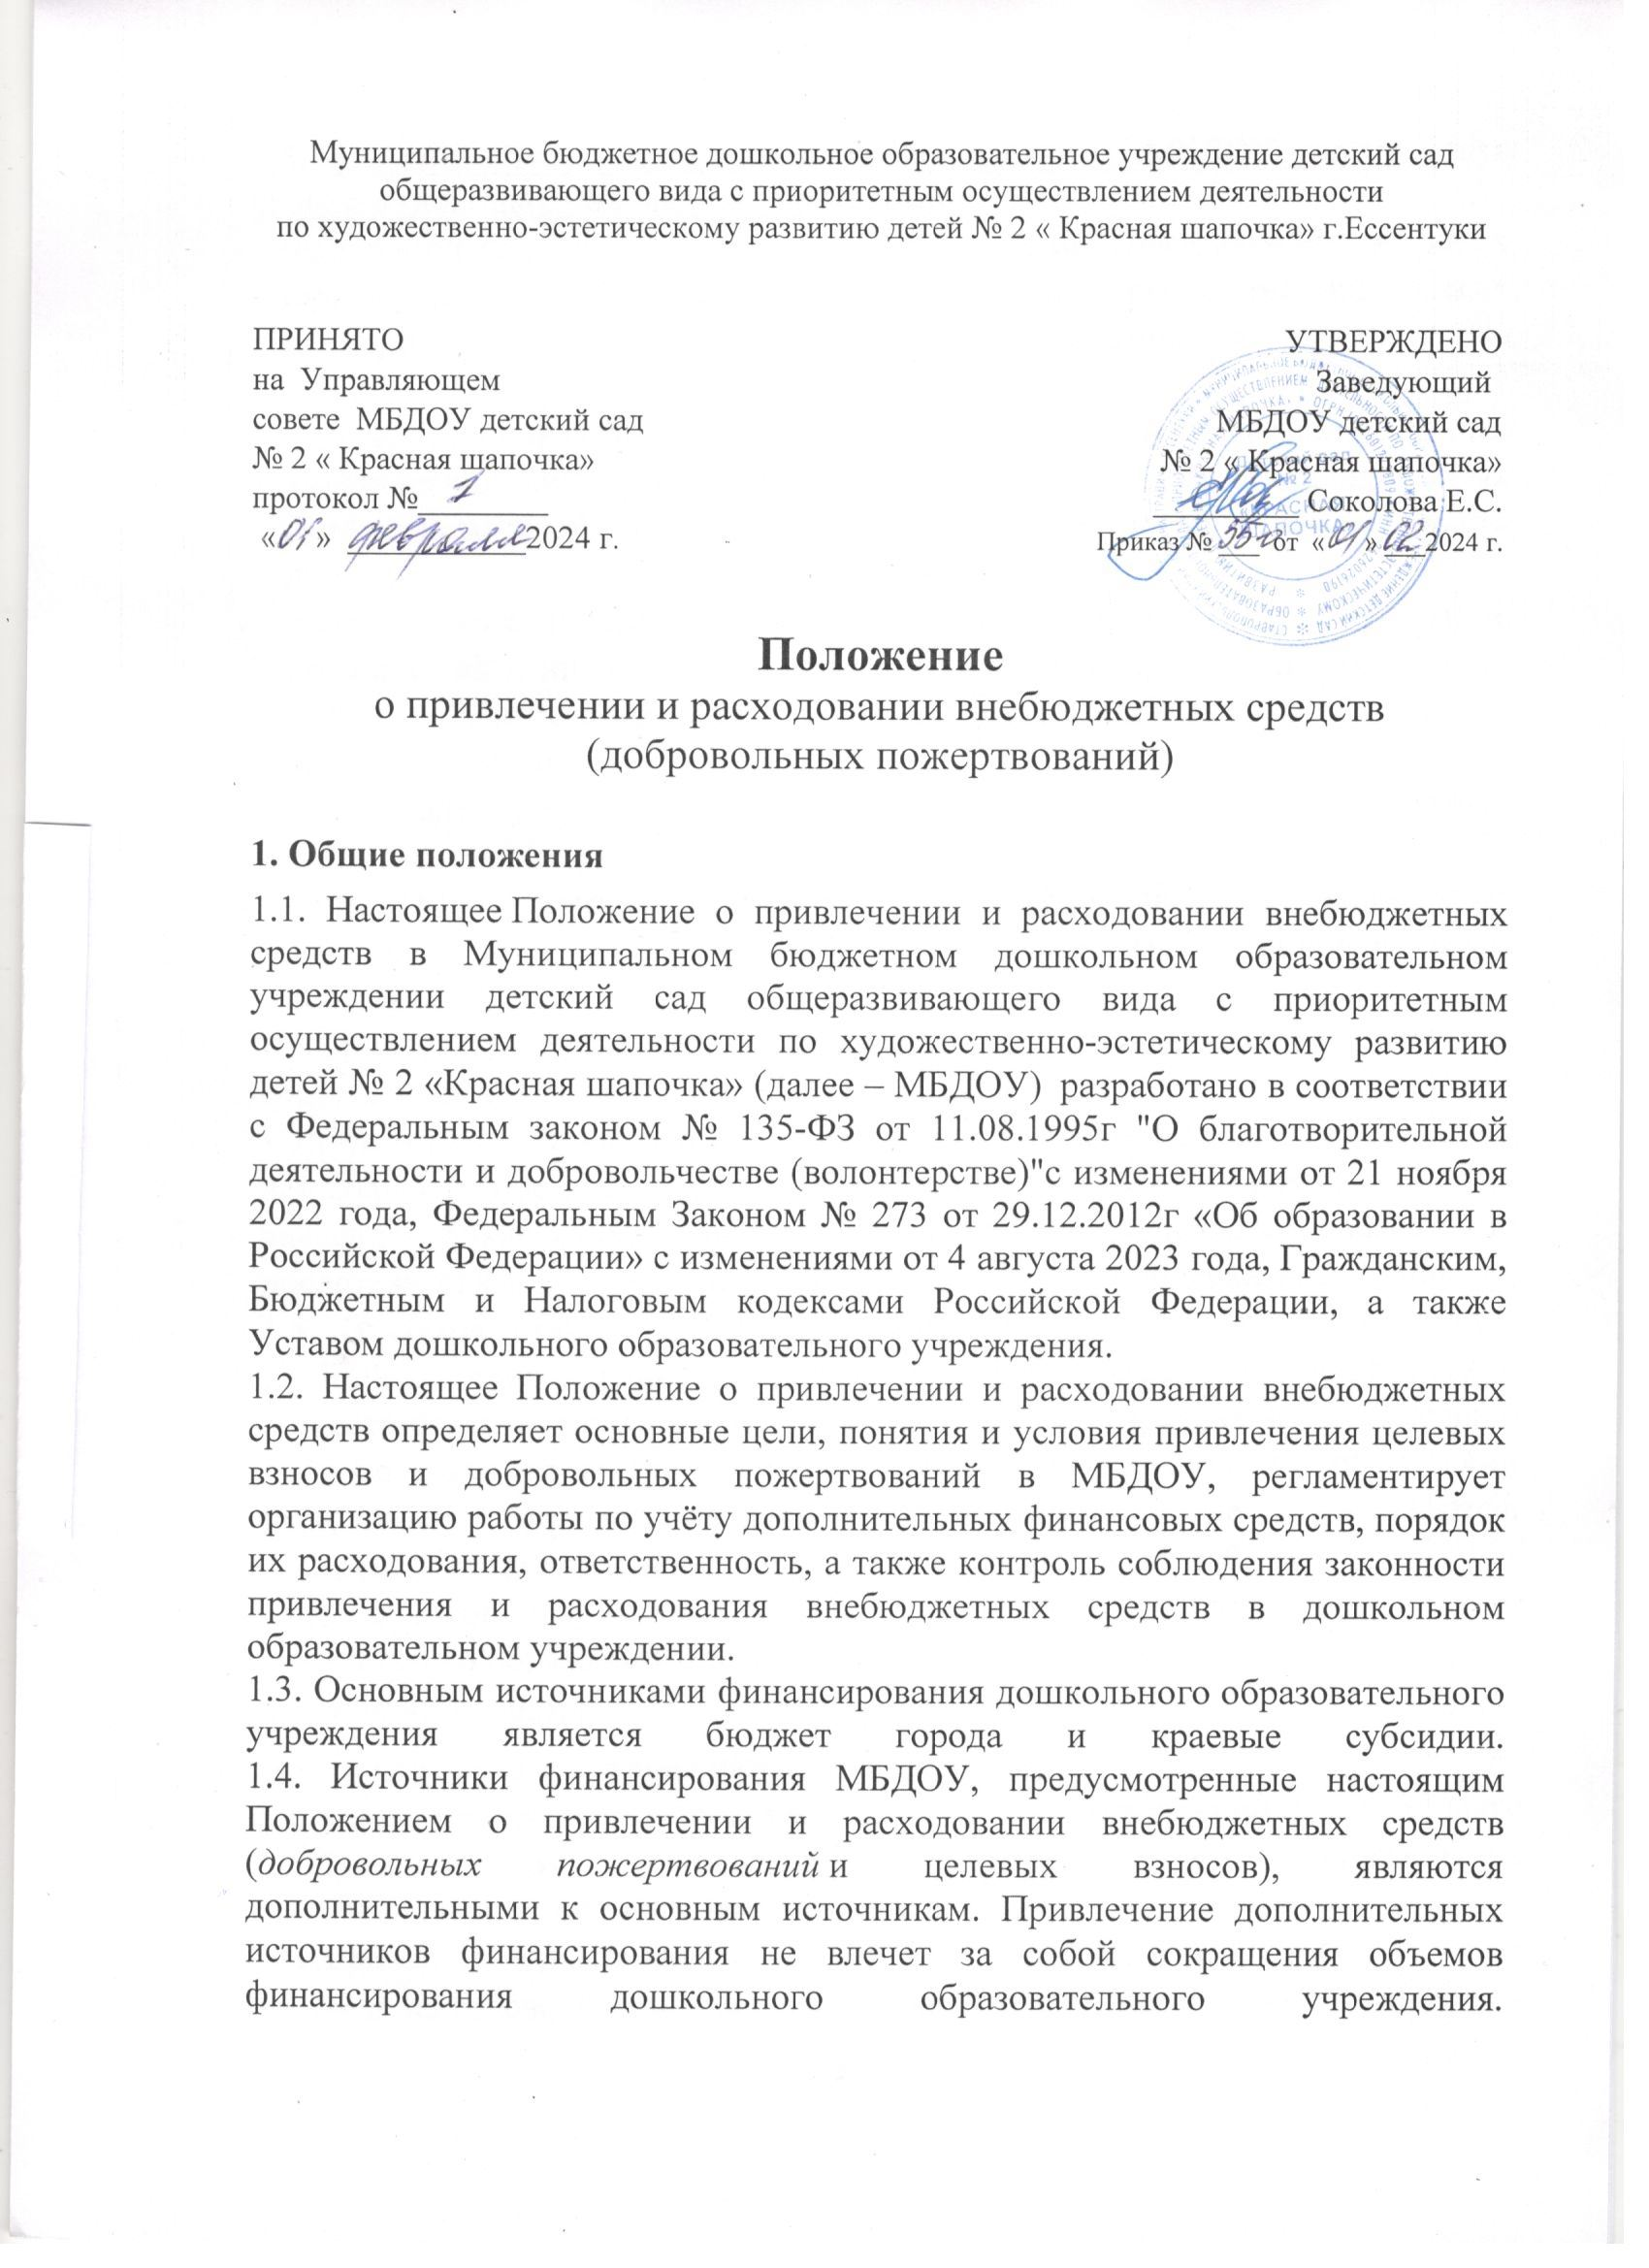 Муниципальное бюджетное дошкольное образовательное учреждение детский сад
общеразвивающего вида с приоритетным осуществлением деятельности
по художественно-эстетическому развитию детей № 2 « Красная шапочка» г.Ессентуки
ПРИНЯТО
на Управляющем
совете МБДОУ детский сад
№ 2 « Красная шапочка»
протокол № 1
«01» февраля 2024 г.
УТВЕРЖДЕНО
Заведующий
МБДОУ детский сад
№ 2 « Красная шапочка»
Соколова Е.С.
Приказ № 55 от «01» 02 2024 г.
Положение
о привлечении и расходовании внебюджетных средств
(добровольных пожертвований)
1. Общие положения
1.1. Настоящее Положение о привлечении и расходовании внебюджетных
средств в Муниципальном бюджетном дошкольном образовательном
учреждении детский сад общеразвивающего вида с приоритетным
осуществлением деятельности по художественно-эстетическому развитию
детей № 2 «Красная шапочка» (далее – МБДОУ) разработано в соответствии
с Федеральным законом № 135-ФЗ от 11.08.1995г "О благотворительной
деятельности и добровольчестве (волонтерстве)"с изменениями от 21 ноября
2022 года, Федеральным Законом № 273 от 29.12.2012г «Об образовании в
Российской Федерации» с изменениями от 4 августа 2023 года, Гражданским,
Бюджетным и Налоговым кодексами Российской Федерации, а также
Уставом дошкольного образовательного учреждения.
1.2. Настоящее Положение о привлечении и расходовании внебюджетных
средств определяет основные цели, понятия и условия привлечения целевых
взносов и добровольных пожертвований в МБДОУ, регламентирует
организацию работы по учёту дополнительных финансовых средств, порядок
их расходования, ответственность, а также контроль соблюдения законности
привлечения и расходования внебюджетных средств в дошкольном
образовательном учреждении.
1.3. Основным источниками финансирования дошкольного образовательного
учреждения является бюджет города и краевые субсидии.
1.4. Источники финансирования МБДОУ, предусмотренные настоящим
Положением о привлечении и расходовании внебюджетных средств
(добровольных пожертвований и целевых взносов), являются
дополнительными к основным источникам. Привлечение дополнительных
источников финансирования не влечет за собой сокращения объемов
финансирования дошкольного образовательного учреждения.